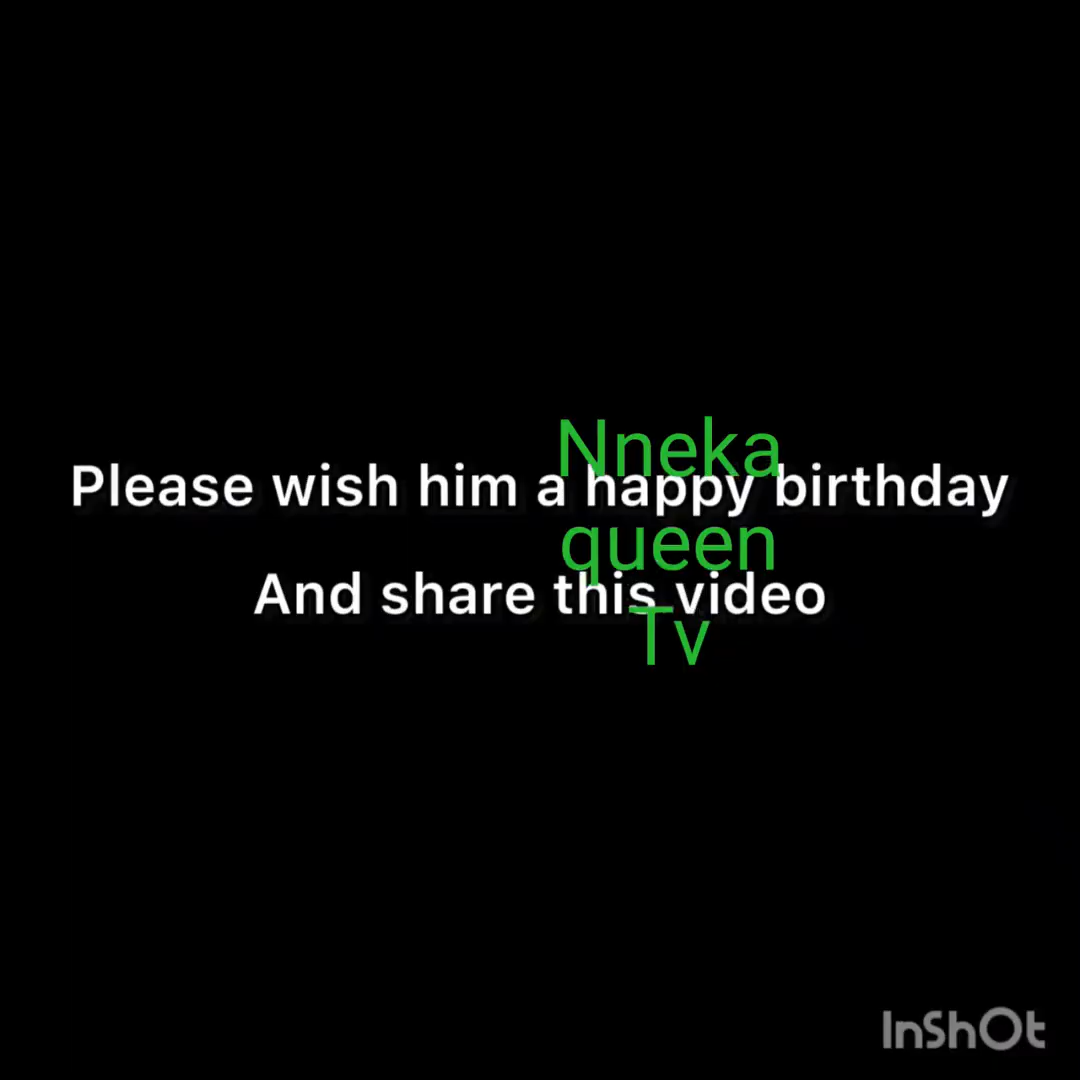 Please wish him a happy birthday
And share this video
Nneka
queen
Tv
InShOt